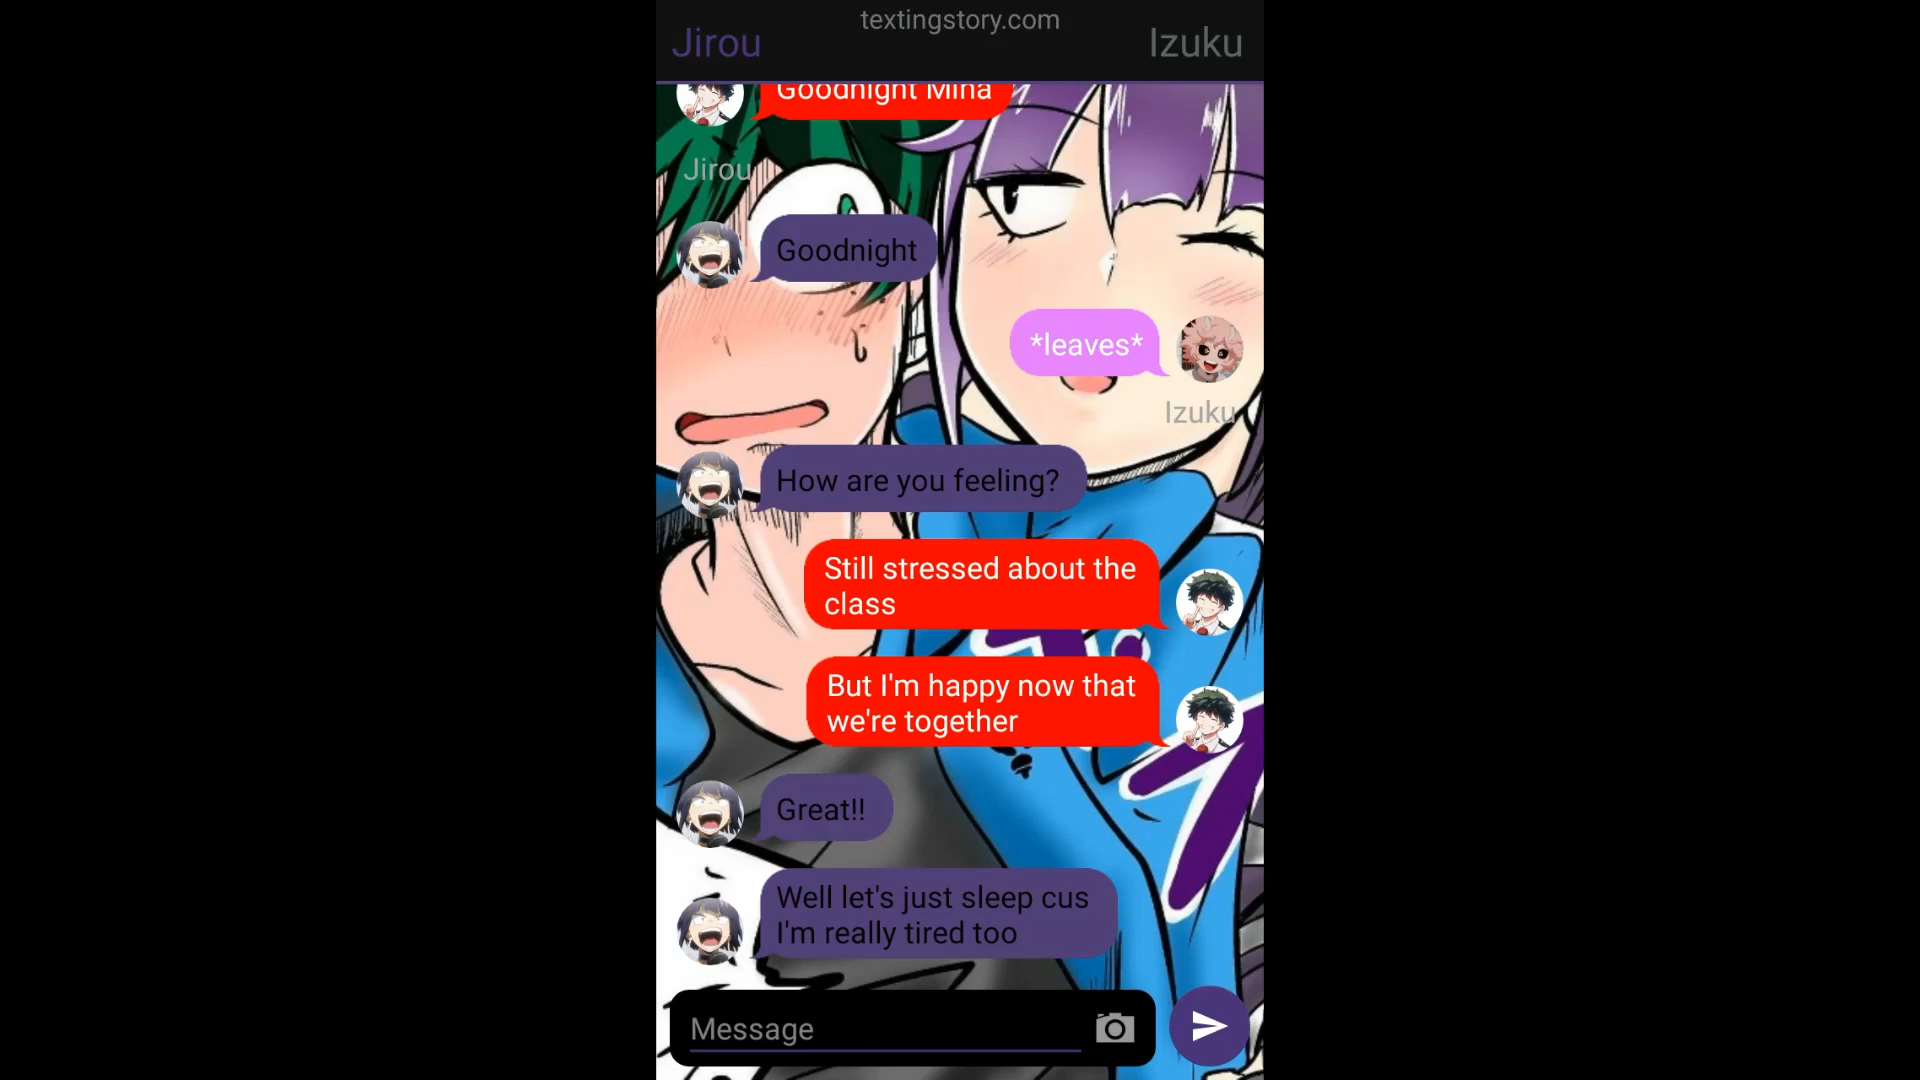 textingstory.com
Jirou
Izuku
Goodnight Mina
Jirou
Goodnight
*leaves*
Izuku
How are you feeling?
Still stressed about the
class
But I'm happy now that
we're together
Great!!
Well let's just sleep cus
I'm really tired too
Message